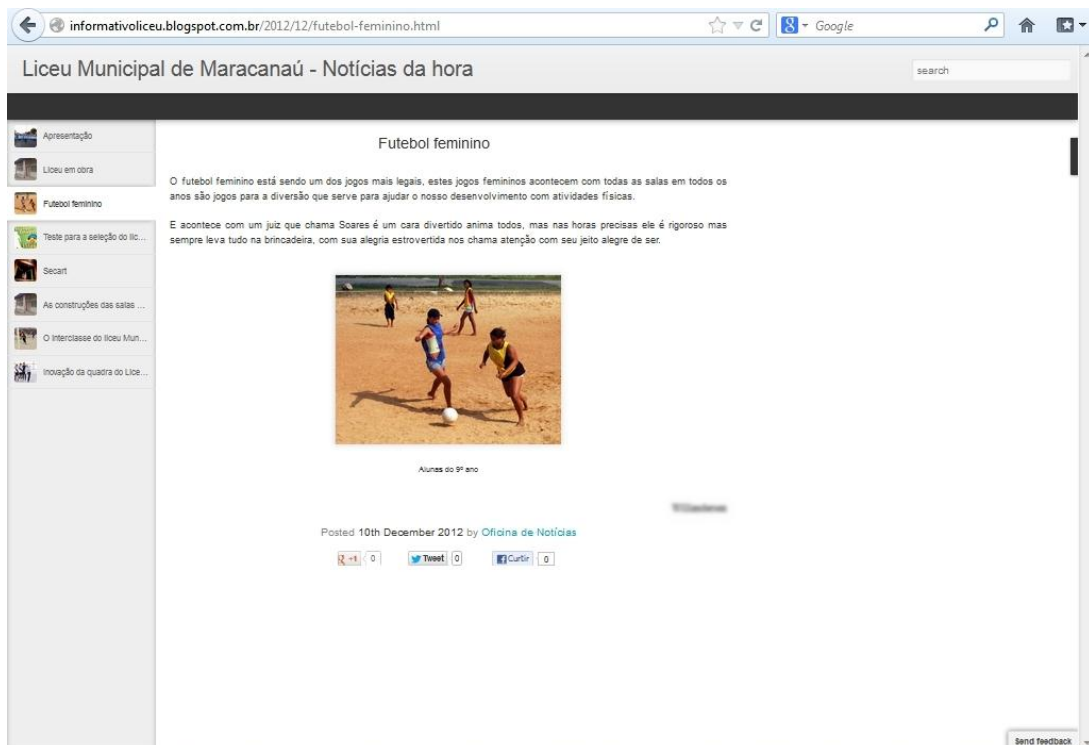 informativoliceu.blogspot.com.br/2012/12/futebol-feminino.html
Google
Liceu Municipal de Maracanaú - Notícias da hora
search
Apresentação
Liceu em obra
Futebol feminino
Teste para a seleção do lic...
Secart
As construções das salas ...
O Interclasse do liceu Mun...
Inovação da quadra do Lice...
Futebol feminino
O futebol feminino está sendo um dos jogos mais legais, estes jogos femininos acontecem com todas as salas em todos os
anos são jogos para a diversão que serve para ajudar o nosso desenvolvimento com atividades físicas.
E acontece com um juiz que chama Soares é um cara divertido anima todos, mas nas horas precisas ele é rigoroso mas
sempre leva tudo na brincadeira, com sua alegria estrovertida nos chama atenção com seu jeito alegre de ser.
Alunas do 9º ano
Posted 10th December 2012 by Oficina de Notícias
+1 0 Tweet 0 Curtir 0
Send feedback